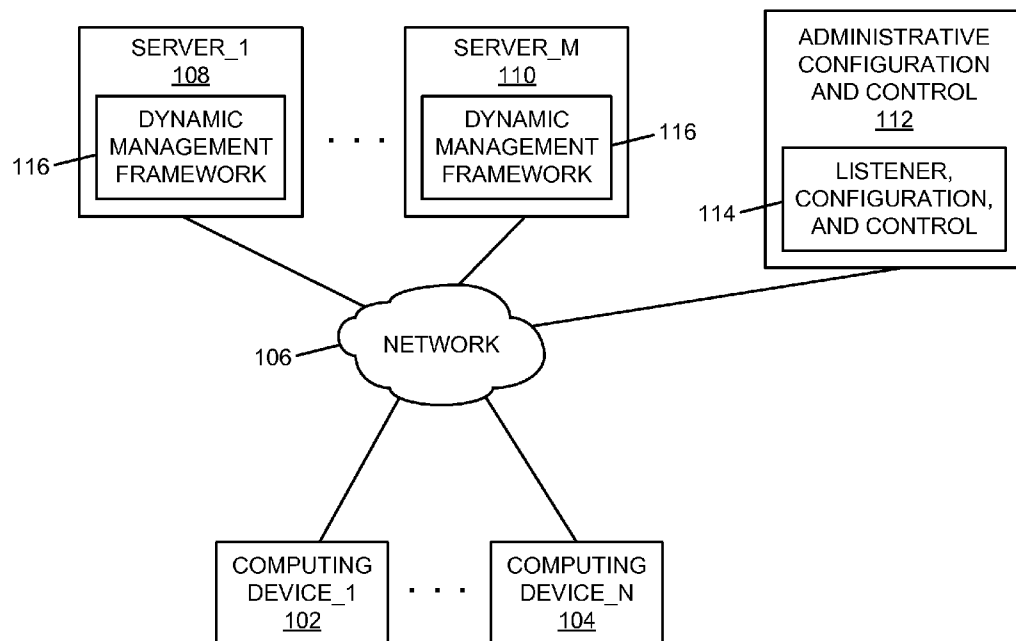 SERVER_1
108
DYNAMIC
MANAGEMENT
FRAMEWORK
116
. . .
SERVER_M
110
DYNAMIC
MANAGEMENT
FRAMEWORK
116
ADMINISTRATIVE
CONFIGURATION
AND CONTROL
112
LISTENER,
CONFIGURATION,
AND CONTROL
114
NETWORK
106
COMPUTING
DEVICE_1
102
. . .
COMPUTING
DEVICE_N
104